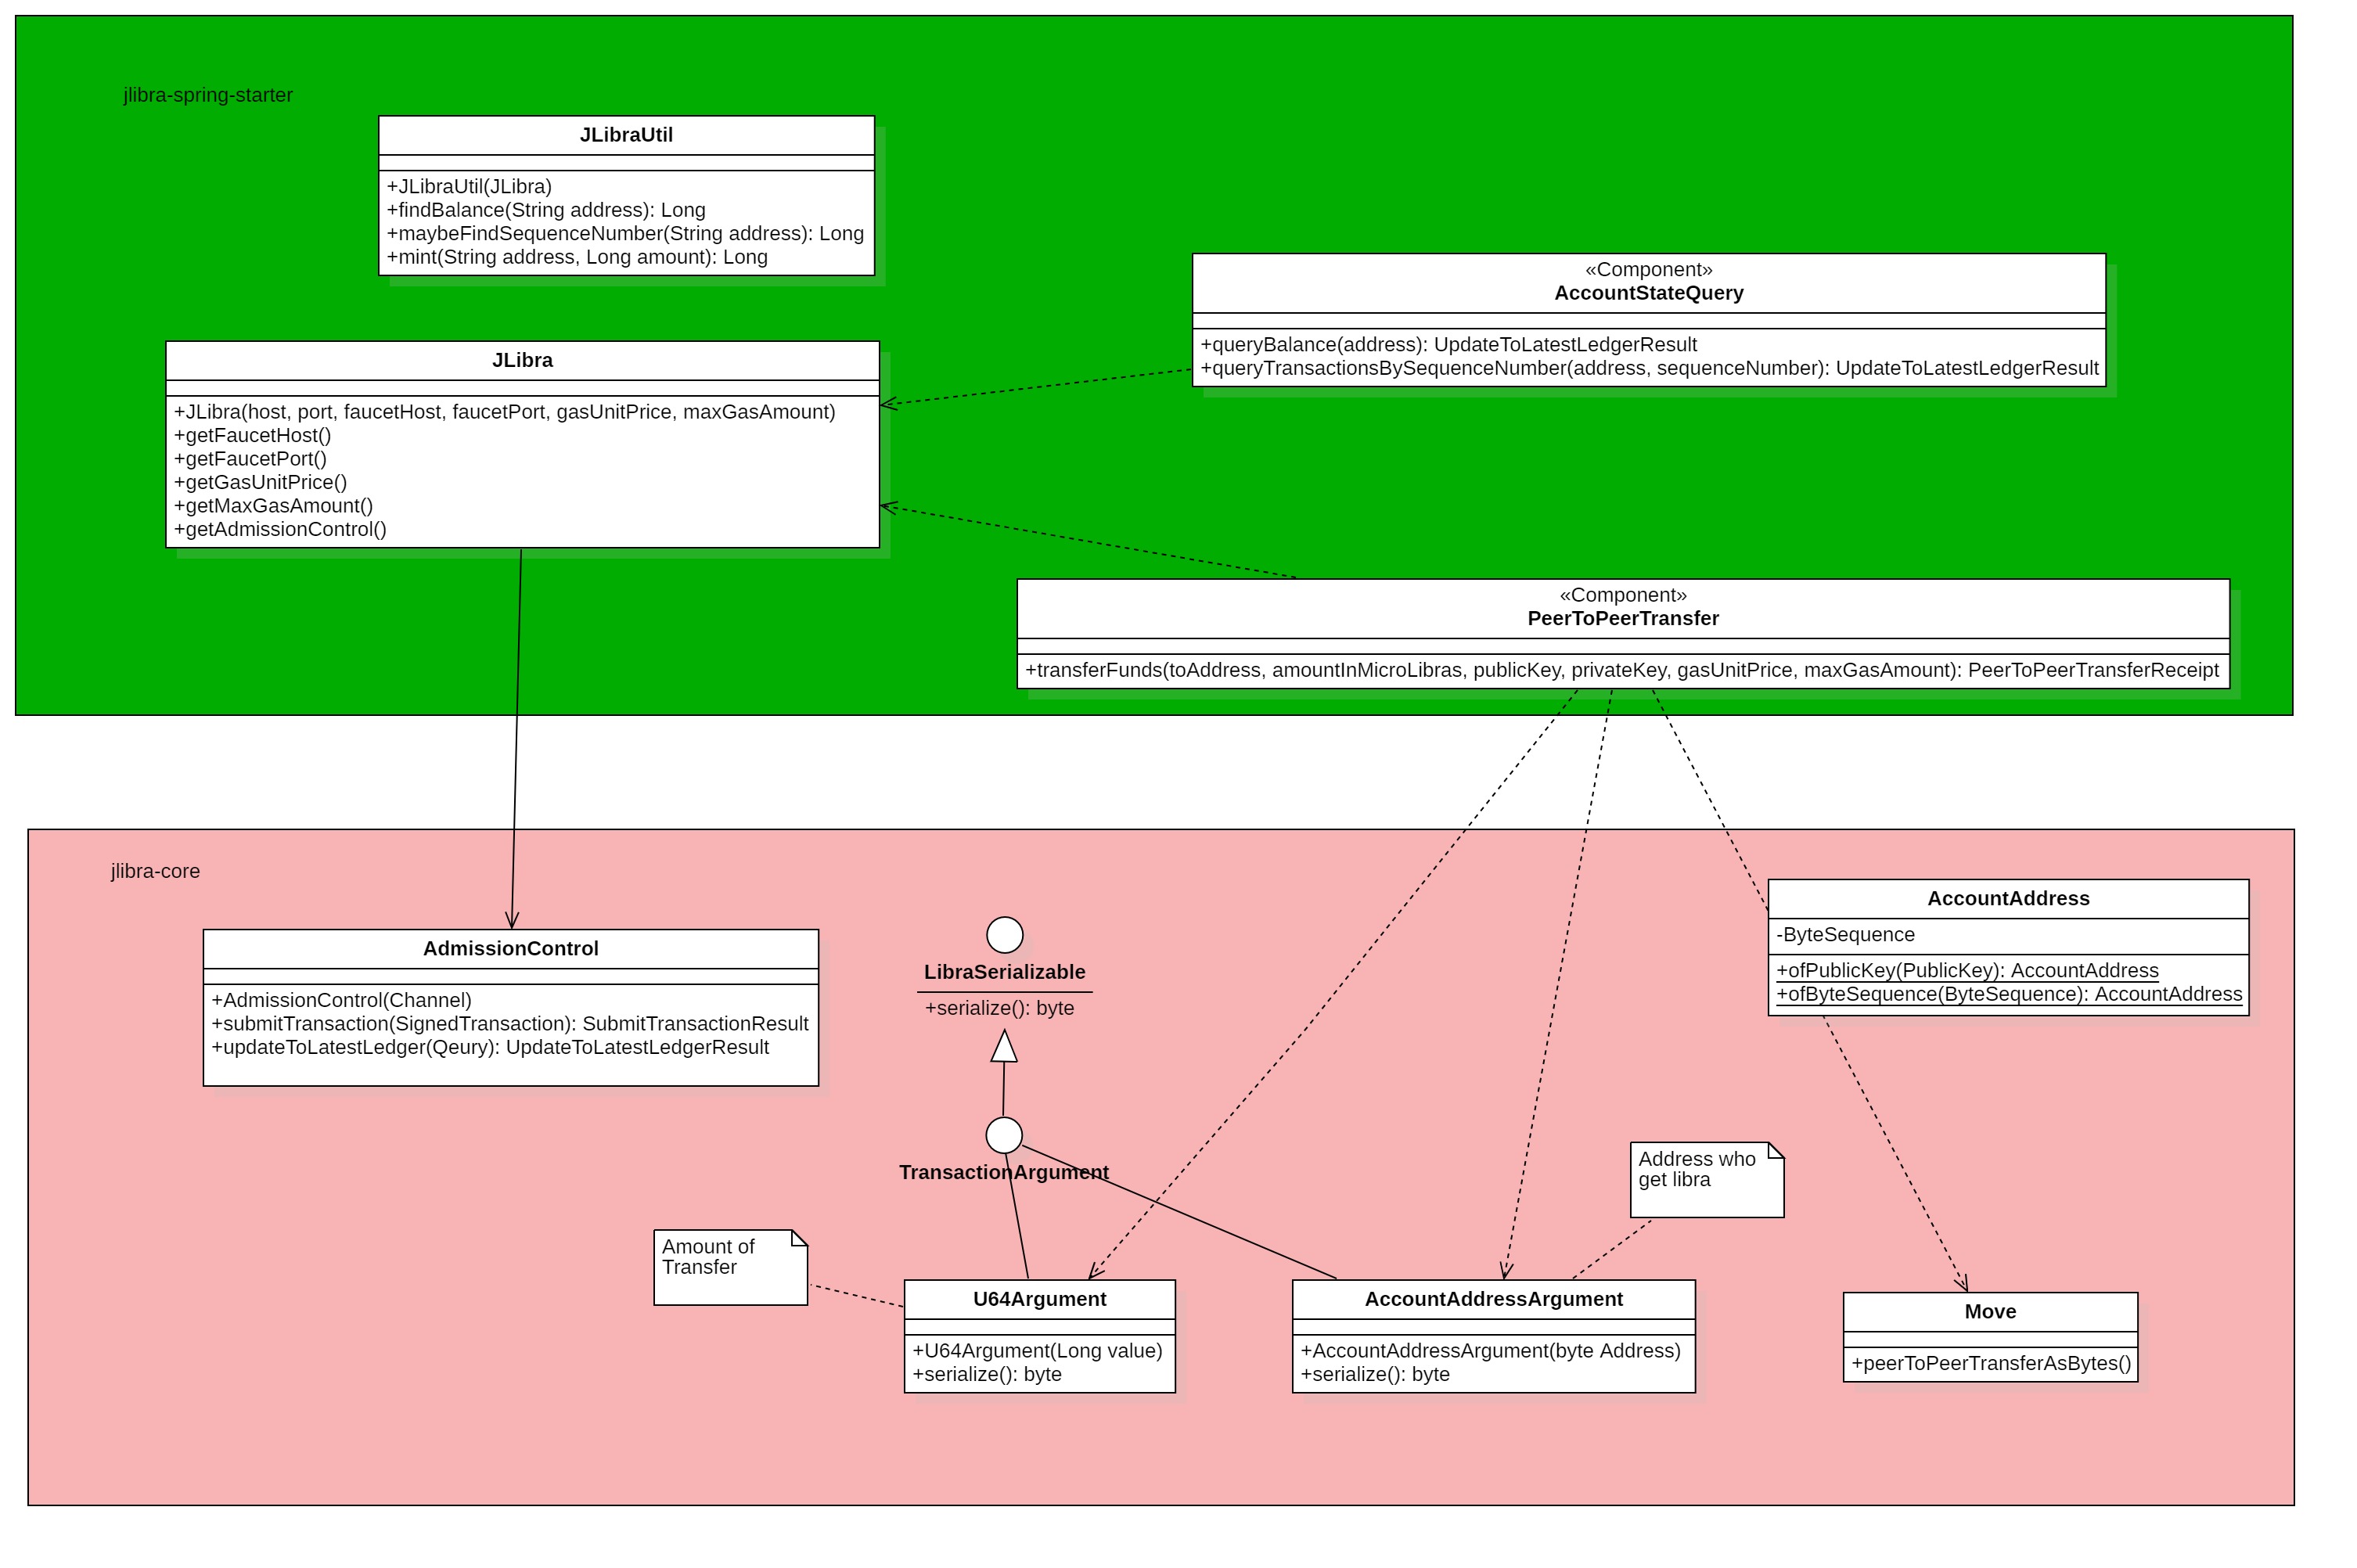 jlibra-spring-starter
JLibraUtil
+JLibraUtil(JLibra)
+findBalance(String address): Long
+maybeFindSequenceNumber(String address): Long
+mint(String address, Long amount): Long
«Component»
AccountStateQuery
+queryBalance(address): UpdateToLatestLedgerResult
+queryTransactionsBySequenceNumber(address, sequenceNumber): UpdateToLatestLedgerResult
JLibra
+JLibra(host, port, faucetHost, faucetPort, gasUnitPrice, maxGasAmount)
+getFaucetHost()
+getFaucetPort()
+getGasUnitPrice()
+getMaxGasAmount()
+getAdmissionControl()
«Component»
PeerToPeerTransfer
+transferFunds(toAddress, amountInMicroLibras, publicKey, privateKey, gasUnitPrice, maxGasAmount): PeerToPeerTransferReceipt
jlibra-core
AccountAddress
-ByteSequence
+ofPublicKey(PublicKey): AccountAddress
+ofByteSequence(ByteSequence): AccountAddress
AdmissionControl
+AdmissionControl(Channel)
+submitTransaction(SignedTransaction): SubmitTransactionResult
+updateToLatestLedger(Qeury): UpdateToLatestLedgerResult
LibraSerializable
+serialize(): byte
TransactionArgument
Address who
get libra
Amount of
Transfer
U64Argument
+U64Argument(Long value)
+serialize(): byte
AccountAddressArgument
+AccountAddressArgument(byte Address)
+serialize(): byte
Move
+peerToPeerTransferAsBytes()